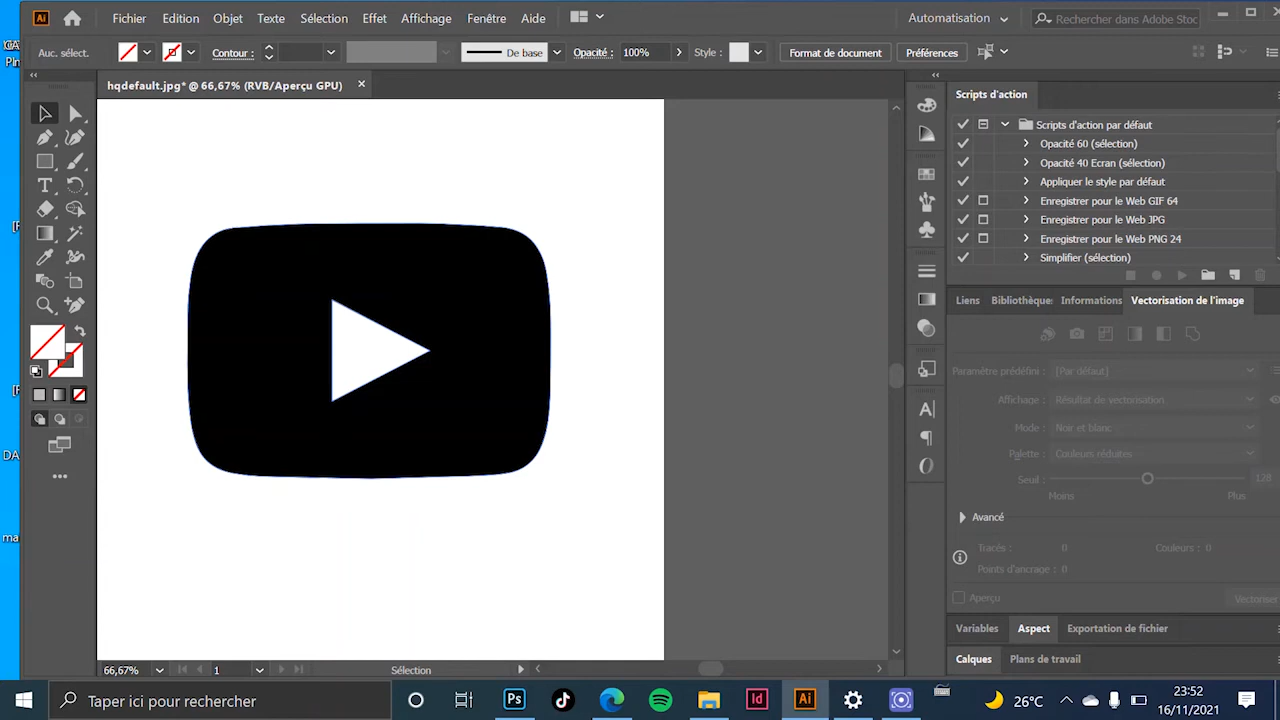 Ai Fichier Edition Objet Texte Sélection Effet Affichage Fenêtre Aide Automatisation Rechercher dans Adobe Stoc
Auc. sélect. Contour : De base Opacité : 100% Style : Format de document Préférences
hqdefault.jpg* @ 66,67% (RVB/Aperçu GPU)
Scripts d'action
Scripts d'action par défaut
Opacité 60 (sélection)
Opacité 40 Ecran (sélection)
Appliquer le style par défaut
Enregistrer pour le Web GIF 64
Enregistrer pour le Web JPG
Enregistrer pour le Web PNG 24
Simplifier (sélection)
Liens Bibliothèque: Informations Vectorisation de l'image
Paramètre prédéfini : [Par défaut]
Affichage : Résultat de vectorisation
Mode : Noir et blanc
Palette : Couleurs réduites
Seuil : 128
Moins Plus
Avancé
Tracés : 0 Couleurs : 0
Points d'ancrage : 0
Aperçu Vectoriser
Variables Aspect Exportation de fichier
Calques Plans de travail
66,67% 1 Sélection
Taper ici pour rechercher
Ps Id Ai
26°C
23:52
16/11/2021